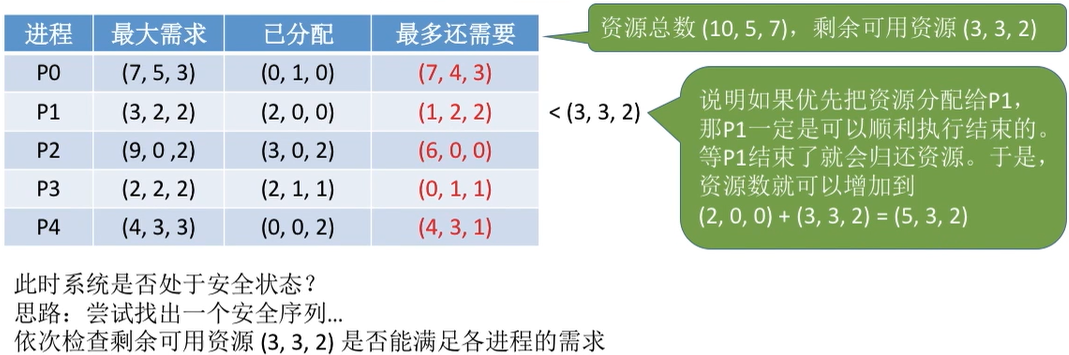 进程 最大需求 已分配 最多还需要
P0 (7, 5, 3) (0, 1, 0) (7, 4, 3)
P1 (3, 2, 2) (2, 0, 0) (1, 2, 2)
P2 (9, 0 ,2) (3, 0, 2) (6, 0, 0)
P3 (2, 2, 2) (2, 1, 1) (0, 1, 1)
P4 (4, 3, 3) (0, 0, 2) (4, 3, 1)
资源总数 (10, 5, 7)，剩余可用资源 (3, 3, 2)
< (3, 3, 2)
说明如果优先把资源分配给P1，
那P1一定是可以顺利执行结束的。
等P1结束了就会归还资源。于是，
资源数就可以增加到
(2, 0, 0) + (3, 3, 2) = (5, 3, 2)
此时系统是否处于安全状态？
思路：尝试找出一个安全序列...
依次检查剩余可用资源 (3, 3, 2) 是否能满足各进程的需求